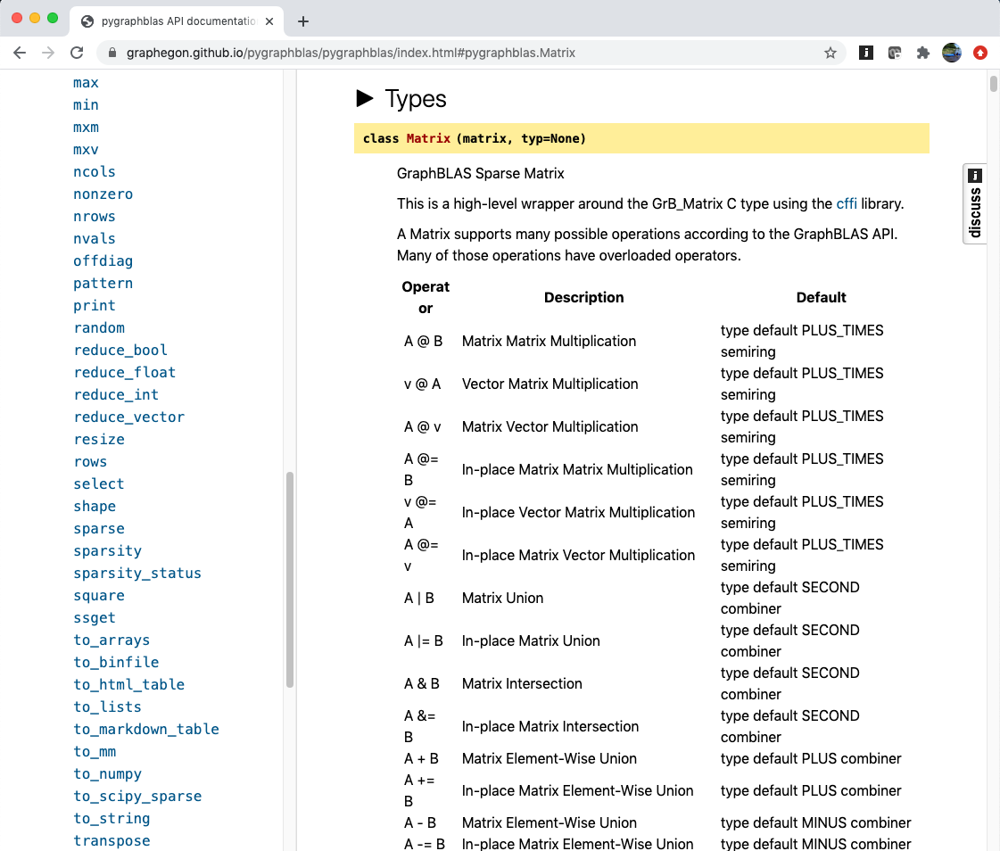 pygraphblas API documentatio
graphegon.github.io/pygraphblas/pygraphblas/index.html#pygraphblas.Matrix
max
min
mxm
mxv
ncols
nonzero
nrows
nvals
offdiag
pattern
print
random
reduce_bool
reduce_float
reduce_int
reduce_vector
resize
rows
select
shape
sparse
sparsity
sparsity_status
square
ssget
to_arrays
to_binfile
to_html_table
to_lists
to_markdown_table
to_mm
to_numpy
to_scipy_sparse
to_string
transpose
Types
class Matrix (matrix, typ=None)
GraphBLAS Sparse Matrix
This is a high-level wrapper around the GrB_Matrix C type using the cffi library.
A Matrix supports many possible operations according to the GraphBLAS API.
Many of those operations have overloaded operators.
Operat
or
Description
Default
A @ B
Matrix Matrix Multiplication
type default PLUS_TIMES
semiring
v @ A
Vector Matrix Multiplication
type default PLUS_TIMES
semiring
A @ v
Matrix Vector Multiplication
type default PLUS_TIMES
semiring
A @=
B
In-place Matrix Matrix Multiplication
type default PLUS_TIMES
semiring
v @=
A
In-place Vector Matrix Multiplication
type default PLUS_TIMES
semiring
A @=
v
In-place Matrix Vector Multiplication
type default PLUS_TIMES
semiring
A | B
Matrix Union
type default SECOND
combiner
A |= B
In-place Matrix Union
type default SECOND
combiner
A & B
Matrix Intersection
type default SECOND
combiner
A &=
B
In-place Matrix Intersection
type default SECOND
combiner
A + B
Matrix Element-Wise Union
type default PLUS combiner
A +=
B
In-place Matrix Element-Wise Union
type default PLUS combiner
A - B
Matrix Element-Wise Union
type default MINUS combiner
A -= B
In-place Matrix Element-Wise Union
type default MINUS combiner
discuss